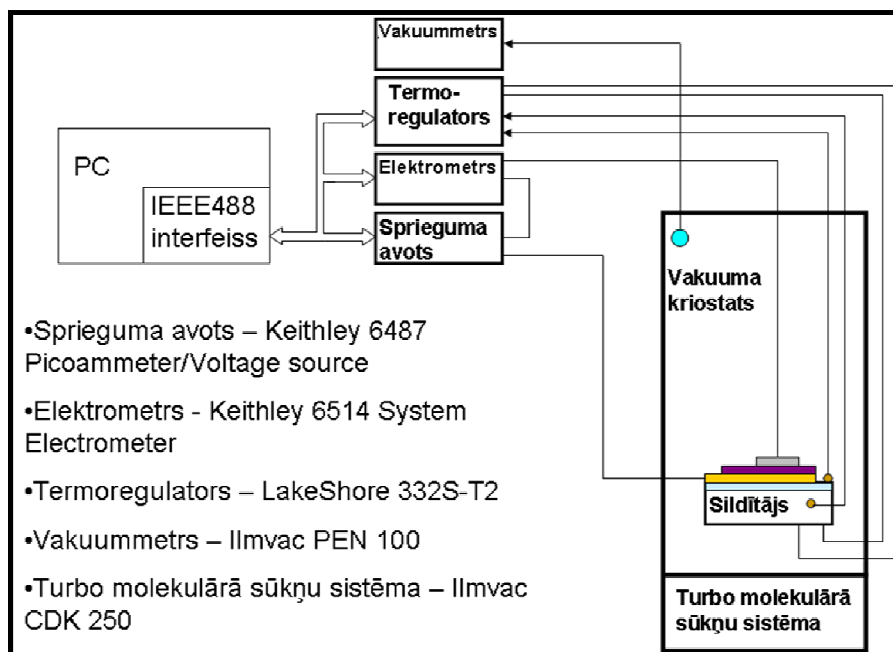 Vakuummetrs
Termo-
regulators
Elektrometrs
Sprieguma
avots
PC
IEEE488
interfeiss
Vakuuma
kriostats
Sildītājs
Turbo molekulārā
sūkņu sistēma
•Sprieguma avots – Keithley 6487
Picoammeter/Voltage source
•Elektrometrs - Keithley 6514 System
Electrometer
•Termoregulators – LakeShore 332S-T2
•Vakuummetrs – Ilmvac PEN 100
•Turbo molekulārā sūkņu sistēma – Ilmvac
CDK 250